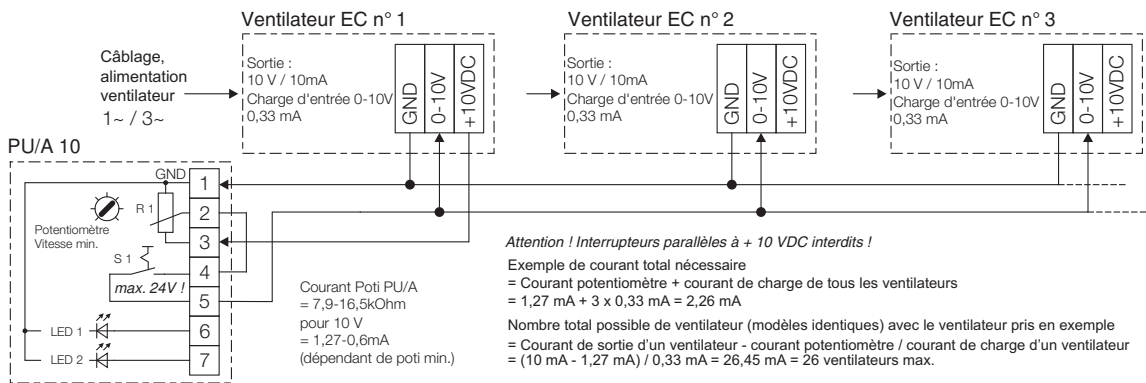 Ventilateur EC n° 1
Ventilateur EC n° 2
Ventilateur EC n° 3
Câblage,
alimentation
ventilateur
1~ / 3~
Sortie :
10 V / 10mA
Charge d'entrée 0-10V
0,33 mA
GND
0-10V
+10VDC
Sortie :
10 V / 10mA
Charge d'entrée 0-10V
0,33 mA
GND
0-10V
+10VDC
Sortie :
10 V / 10mA
Charge d'entrée 0-10V
0,33 mA
GND
0-10V
+10VDC
PU/A 10
GND
1
R 1
2
Potentiomètre
Vitesse min.
3
S 1
4
max. 24V !
5
LED 1
6
LED 2
7
Courant Poti PU/A
= 7,9-16,5kOhm
pour 10 V
= 1,27-0,6mA
(dépendant de poti min.)
Attention ! Interrupteurs parallèles à + 10 VDC interdits !
Exemple de courant total nécessaire
= Courant potentiomètre + courant de charge de tous les ventilateurs
= 1,27 mA + 3 x 0,33 mA = 2,26 mA
Nombre total possible de ventilateur (modèles identiques) avec le ventilateur pris en exemple
= Courant de sortie d'un ventilateur - courant potentiomètre / courant de charge d'un ventilateur
= (10 mA - 1,27 mA) / 0,33 mA = 26,45 mA = 26 ventilateurs max.